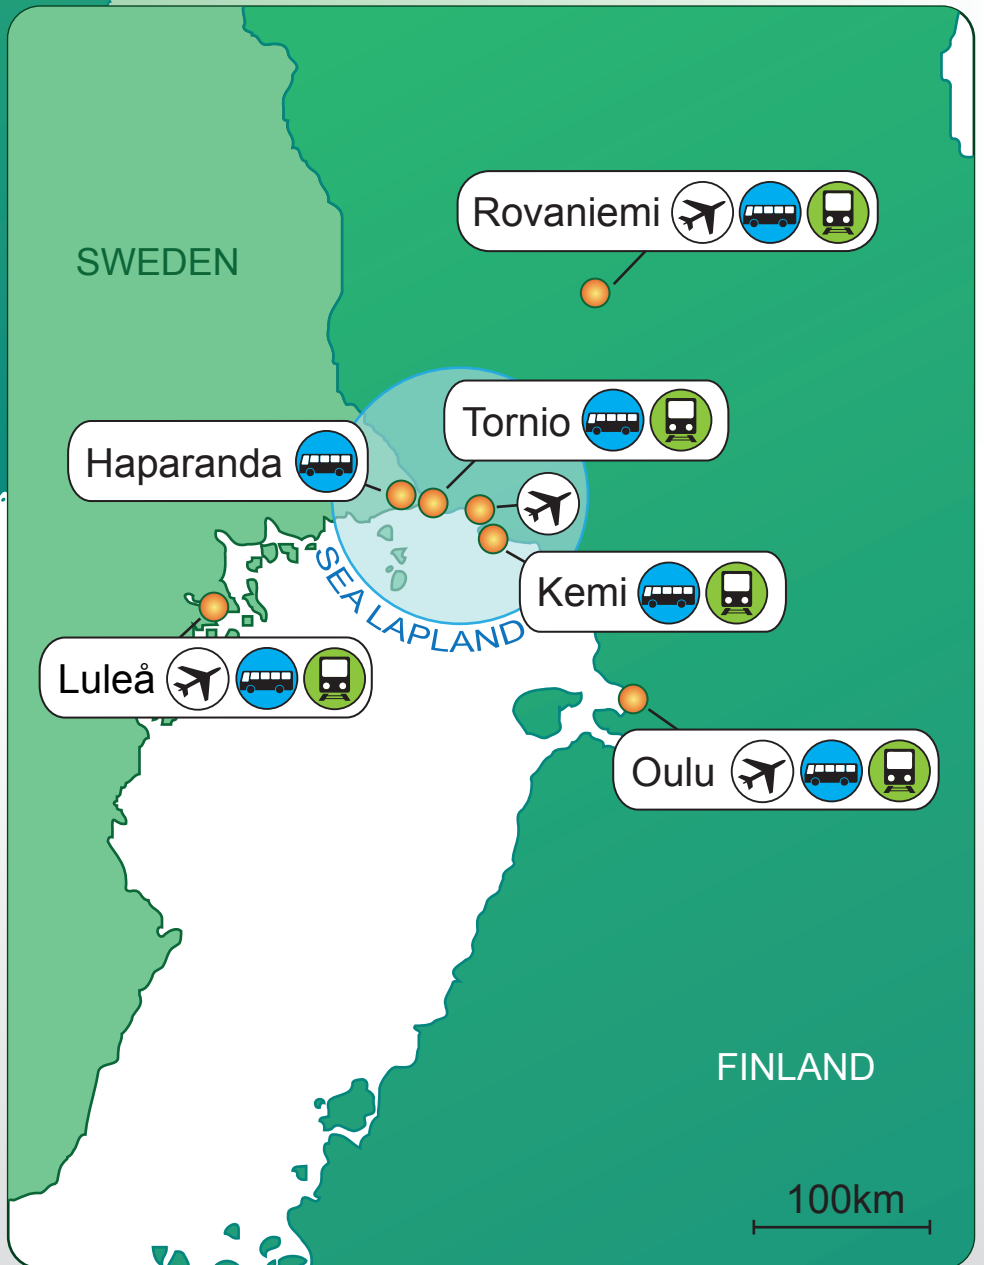 Rovaniemi
SWEDEN
Tornio
Haparanda
SEA LAPLAND
Kemi
Luleå
Oulu
FINLAND
100km